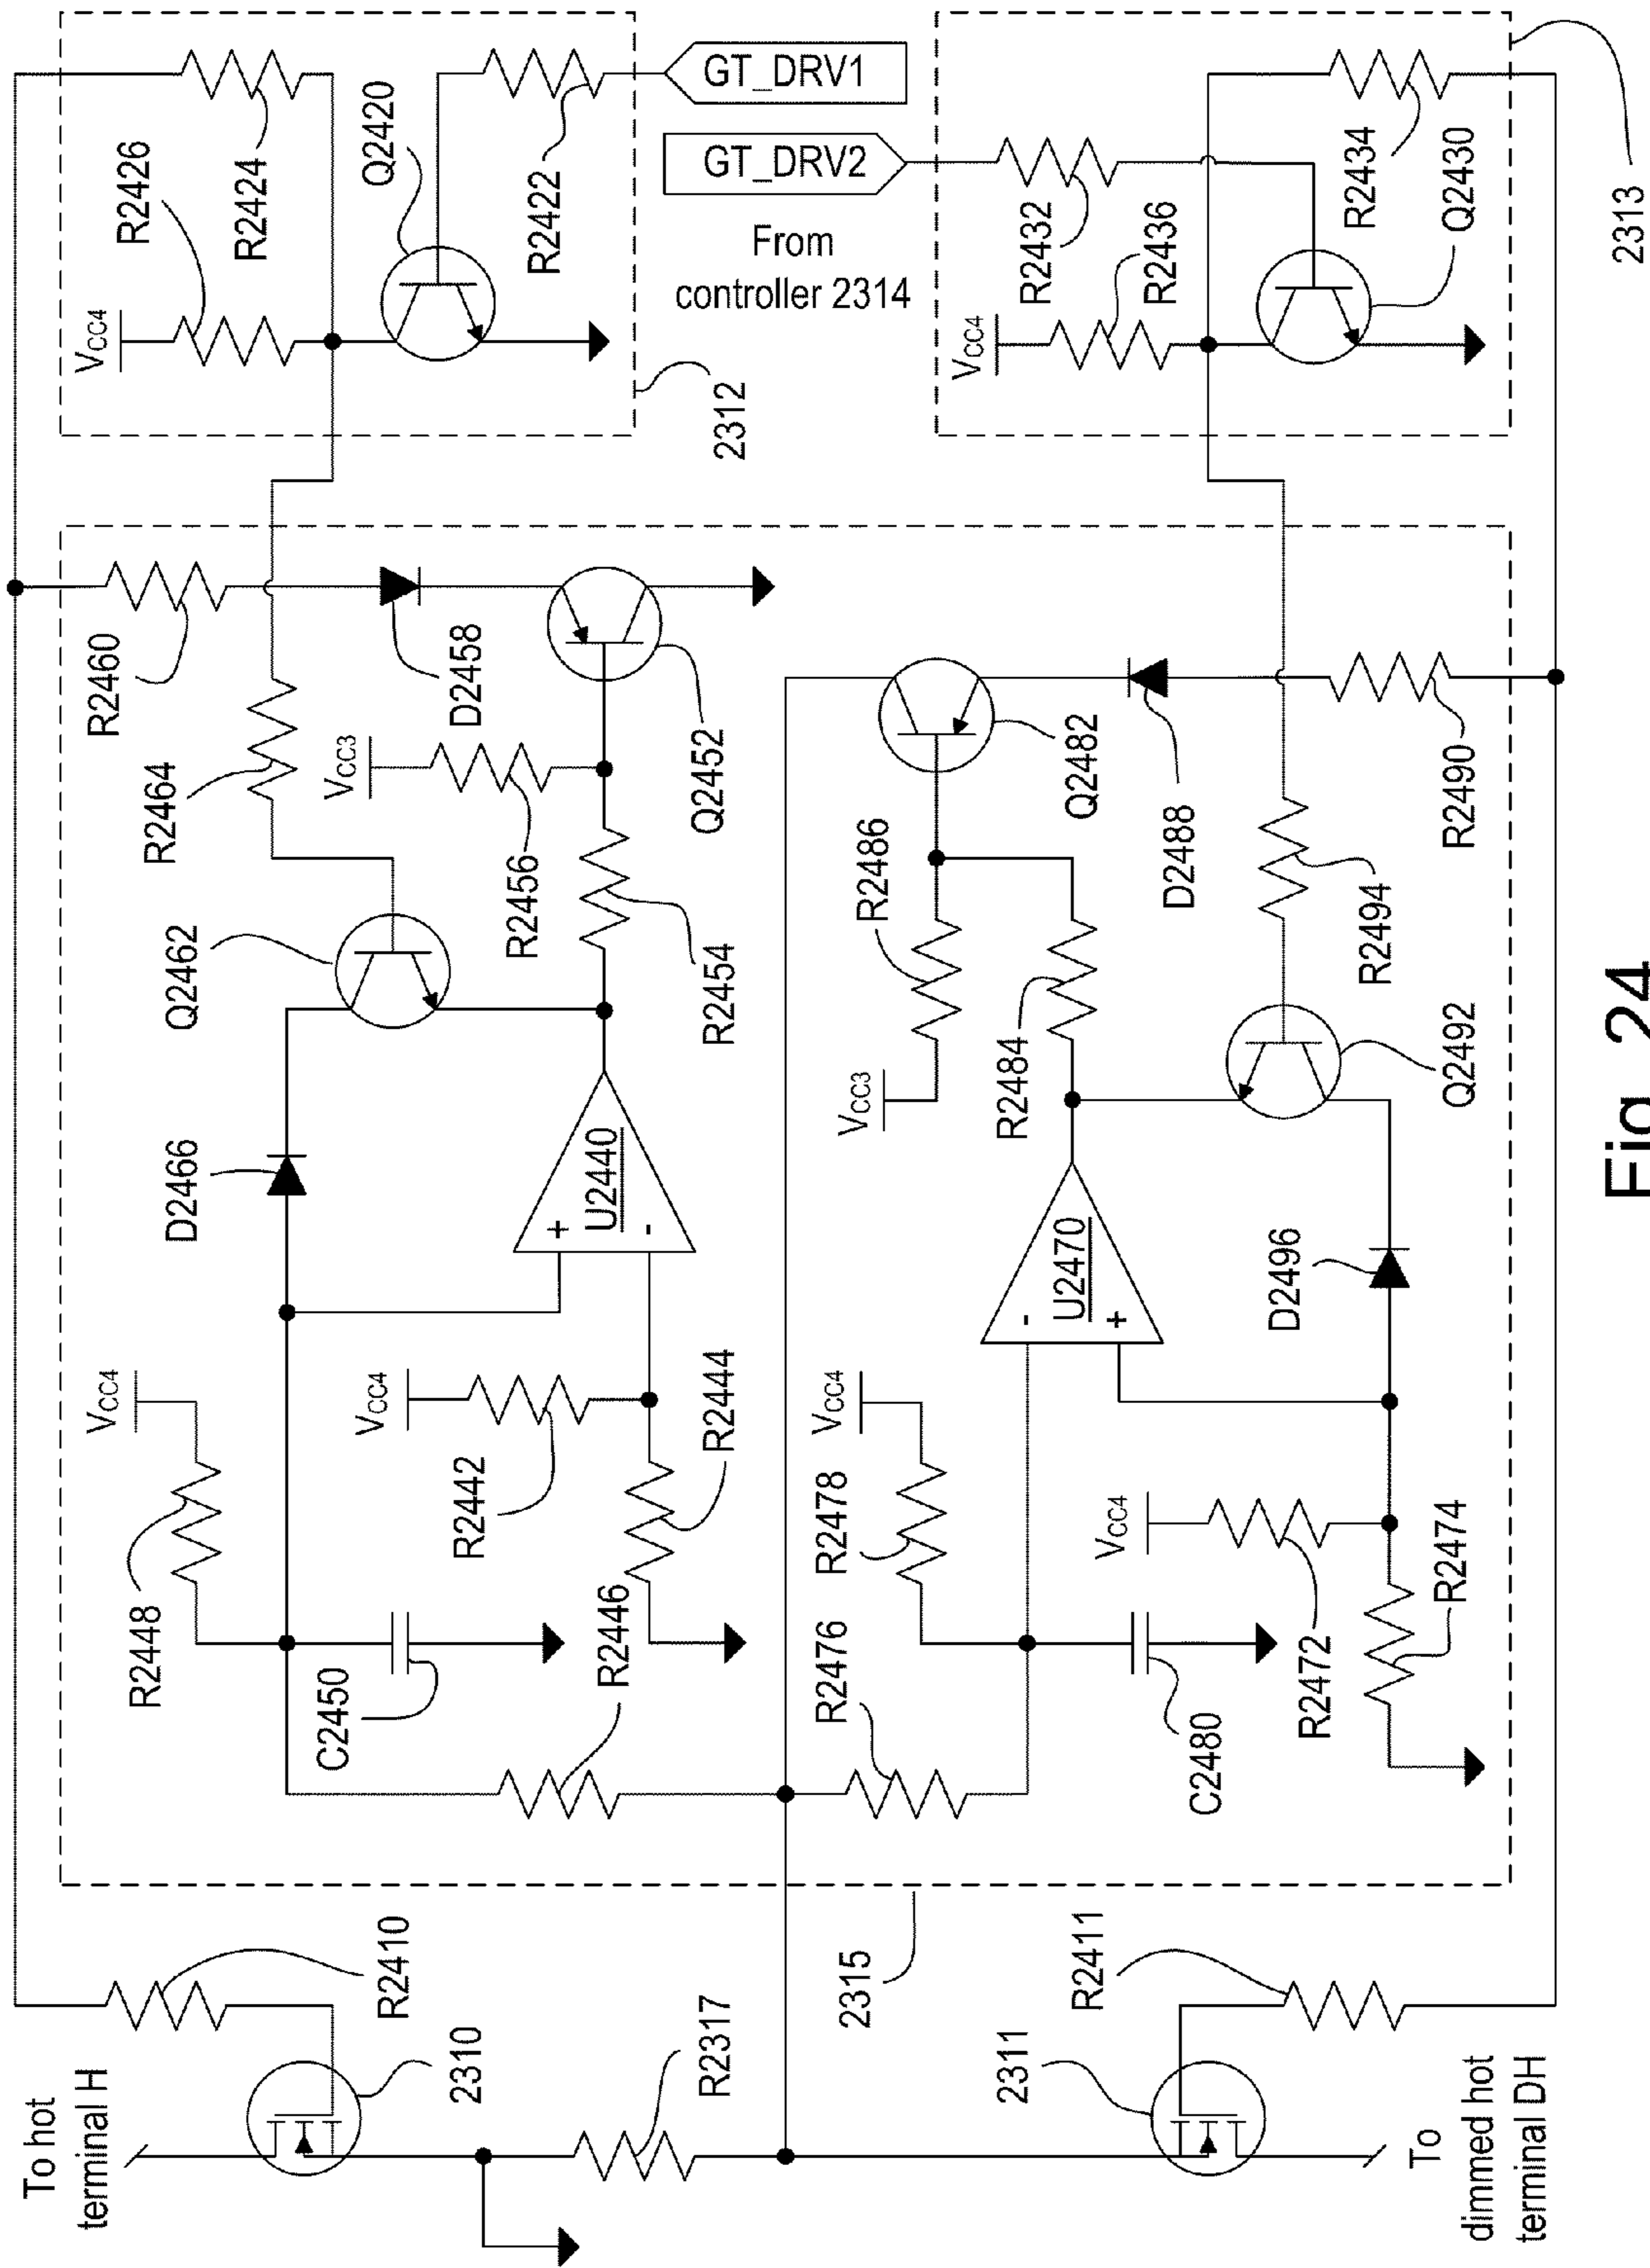 To hot
terminal H
R2410
2310
R2317
2311
R2411
To
dimmed hot
terminal DH
2315
VCC4
R2448
C2450
R2446
VCC4
R2442
R2444
D2466
U2440
+
-
Q2462
R2464
R2460
D2458
VCC3
R2456
R2454
Q2452
R2476
R2478
VCC4
C2480
VCC4
R2472
R2474
U2470
-
+
D2496
VCC3
R2486
R2484
Q2482
D2488
R2490
R2494
Q2492
VCC4
R2426
R2424
Q2420
R2422
2312
GT_DRV1
GT_DRV2
From
controller 2314
VCC4
R2432
R2436
R2434
Q2430
2313
Fig. 24